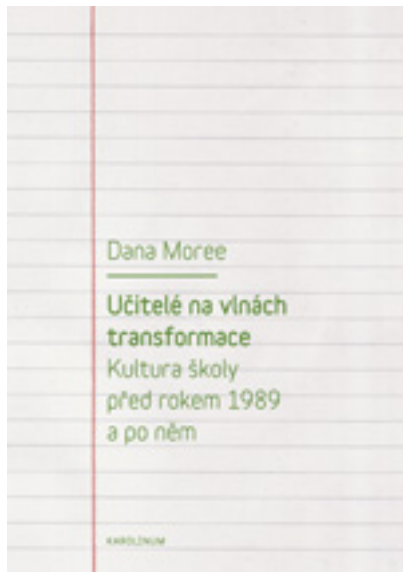 Dana Moree
Učitelé na vlnách
transformace
Kultura školy
před rokem 1989
a po něm
KAROLINUM